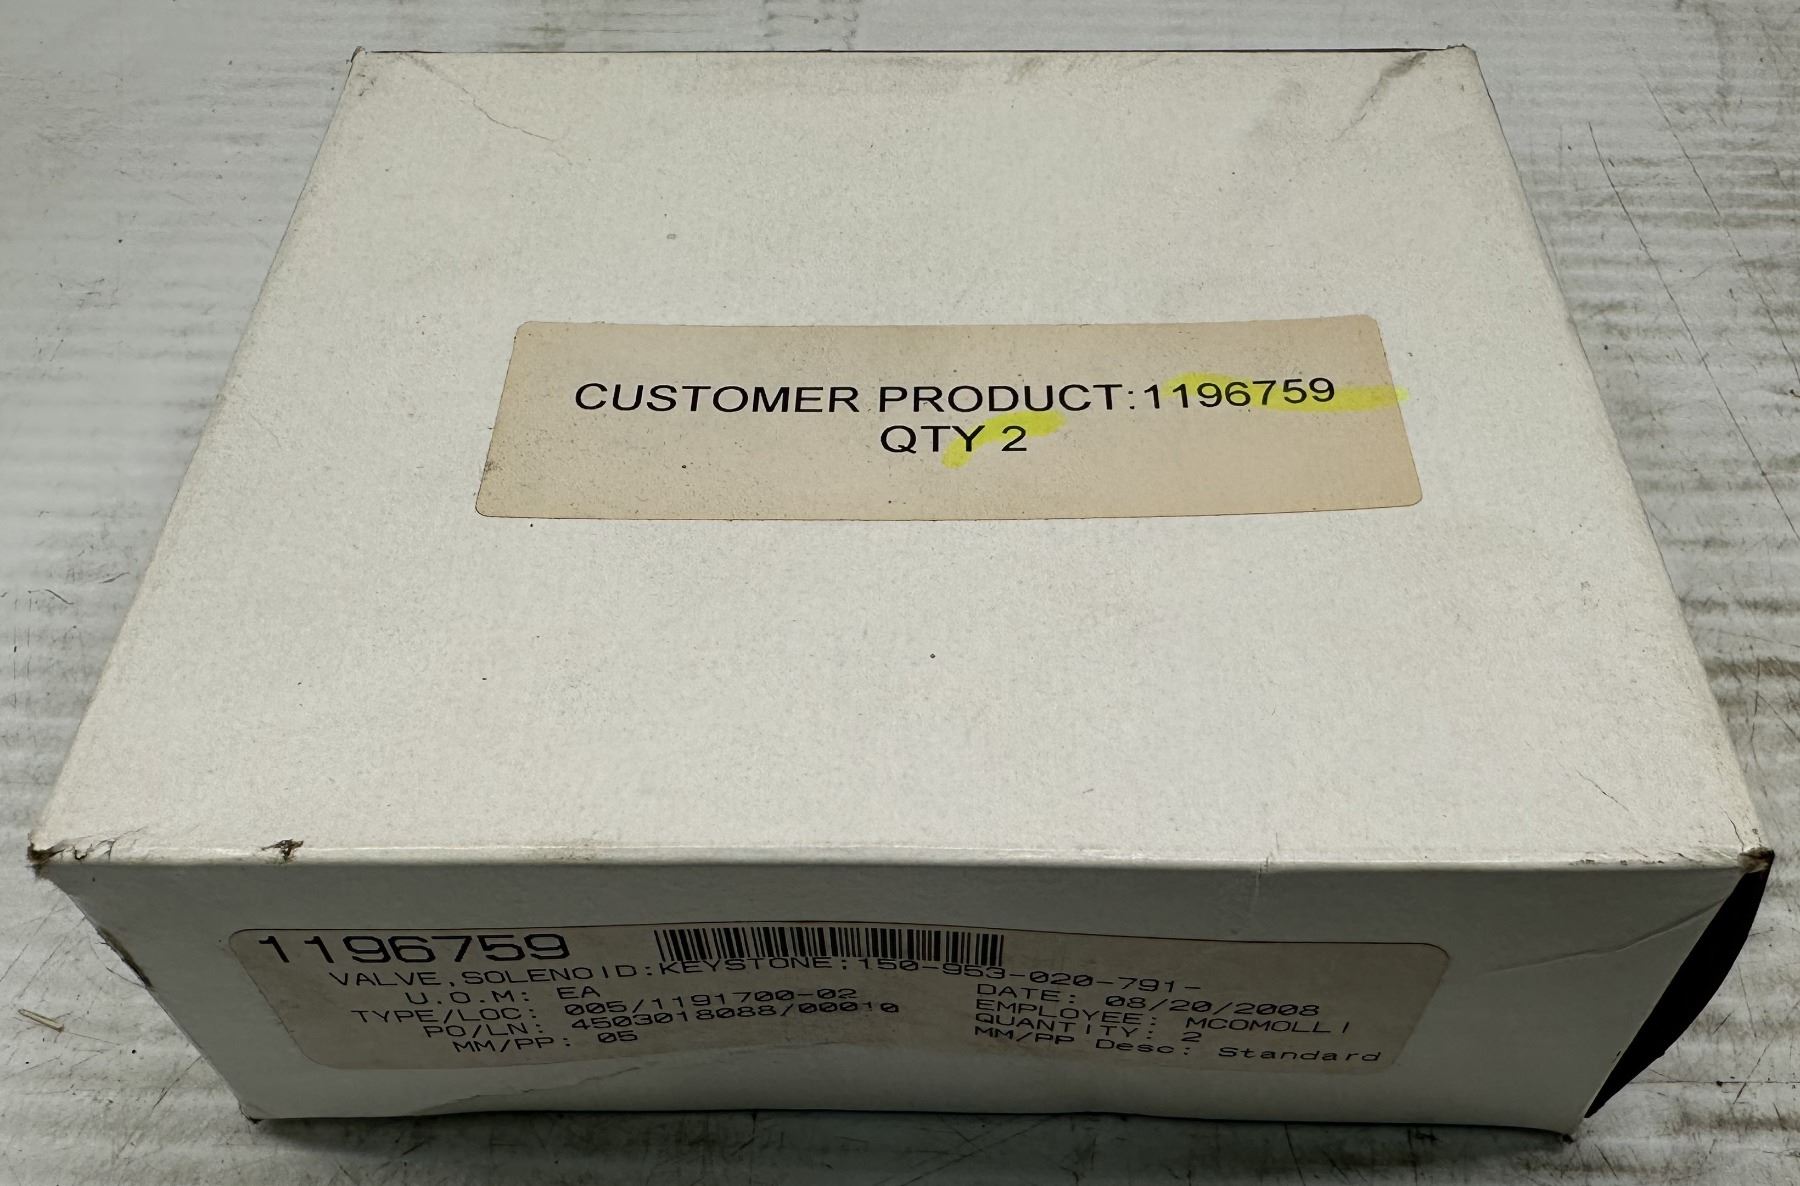 CUSTOMER PRODUCT:1196759
QTY 2
1196759
VALVE,SOLENOID:KEYSTONE;150-953-020-791-
U.O.M: EA
TYPE/LOC: 005/1191700-02
PO/LN: 4503018088/00010
MM/PP: 05
DATE: 08/20/2008
EMPLOYEE: MCOMOLLI
QUANTITY: 2
MM/PP Desc: Standard